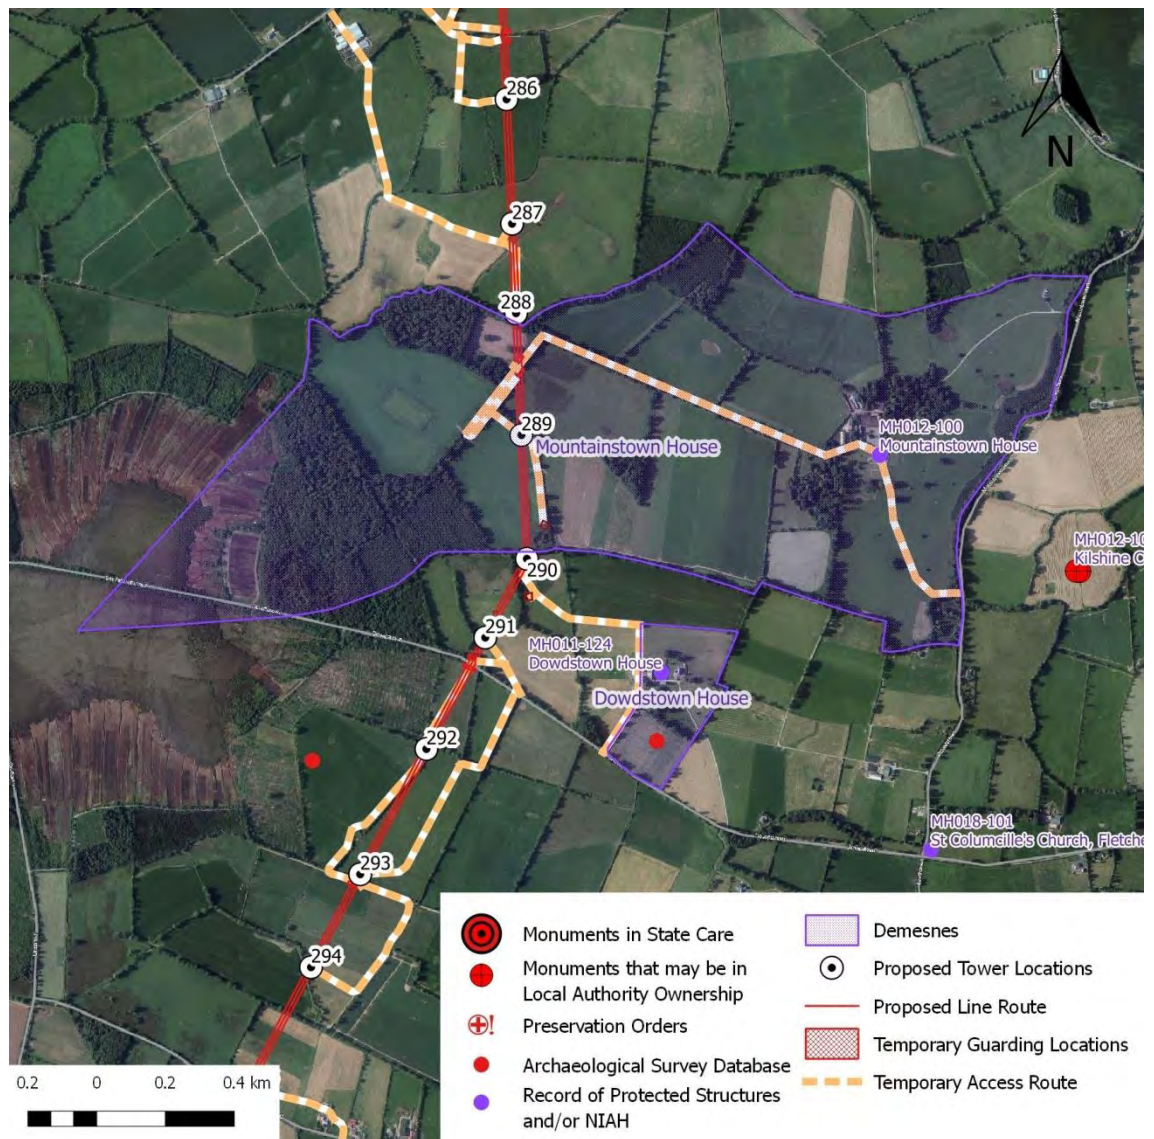 286
287
N
288
289
Mountainstown House
MH012-100
Mountainstown House
MH012-10
Kilshine C
290
291
MH011-124
Dowdstown House
Dowdstown House
292
MH018-101
St Columcille's Church, Fletche
293
294
Monuments in State Care
Monuments that may be in
Local Authority Ownership
Preservation Orders
Archaeological Survey Database
Record of Protected Structures
and/or NIAH
Demesnes
Proposed Tower Locations
Proposed Line Route
Temporary Guarding Locations
Temporary Access Route
0.2 0 0.2 0.4 km